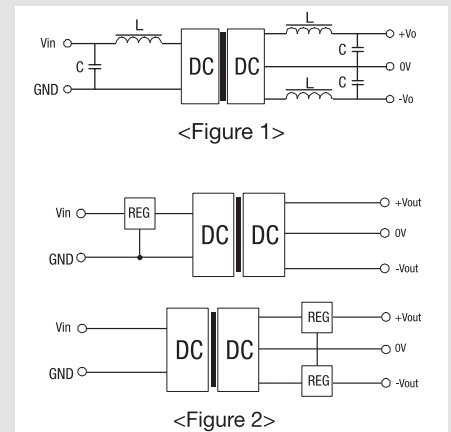 L
L
Vin
+Vo
C
C
DC DC
0V
C
GND
L
-Vo
<Figure 1>
Vin
REG
+Vout
DC DC
0V
GND
-Vout
Vin
REG
+Vout
DC DC
0V
GND
REG
-Vout
<Figure 2>